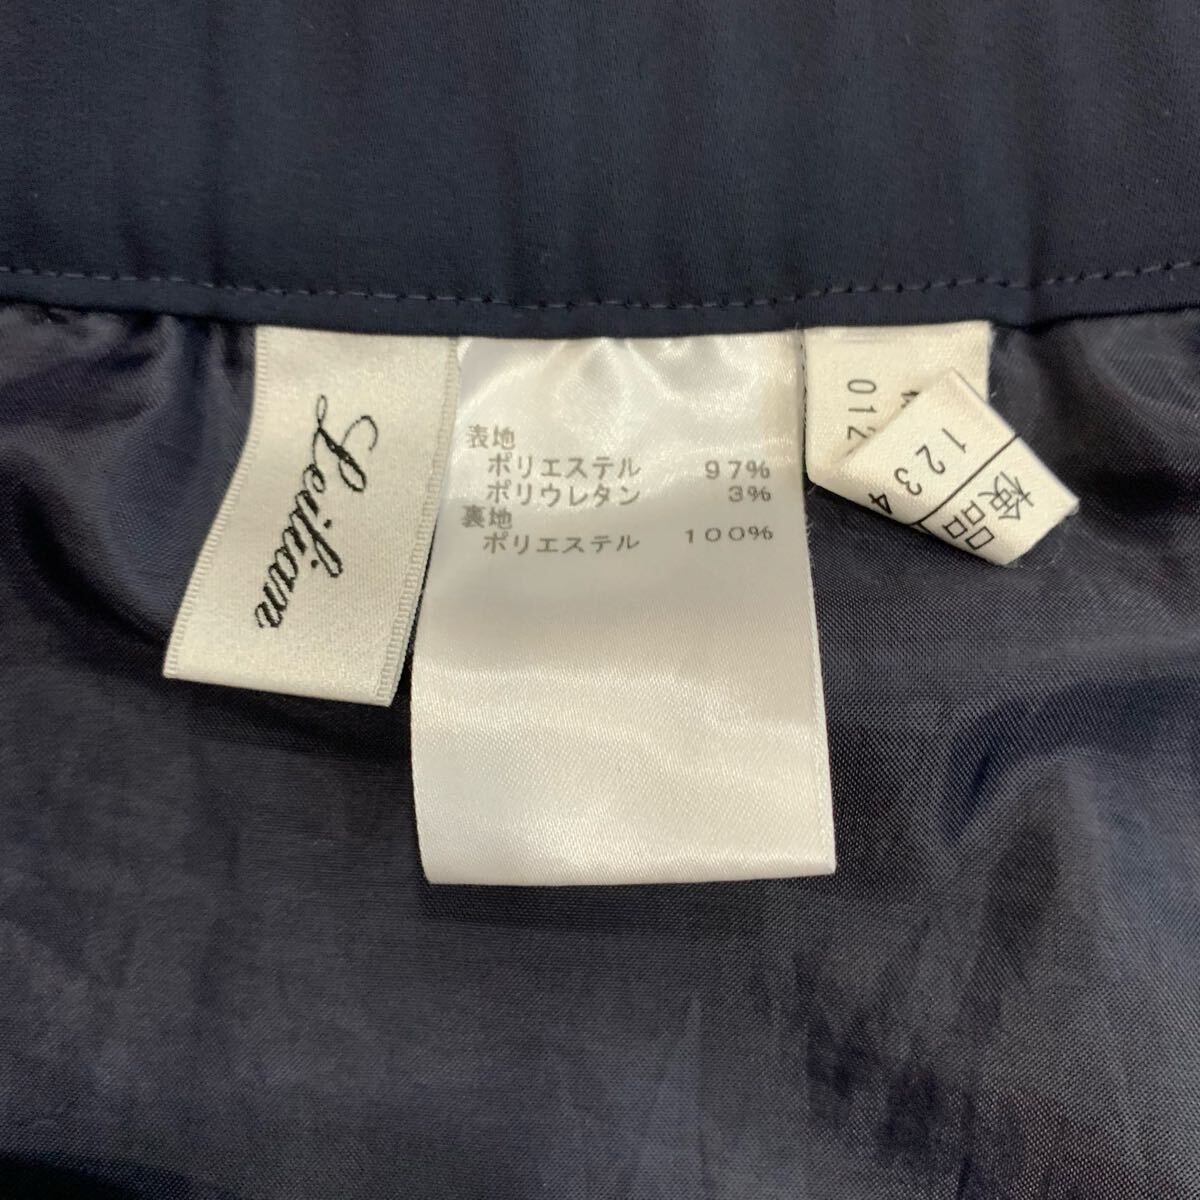 Leilian
表地
ポリエステル 97%
ポリウレタン 3%
裏地
ポリエステル 100%
012
検品
1234